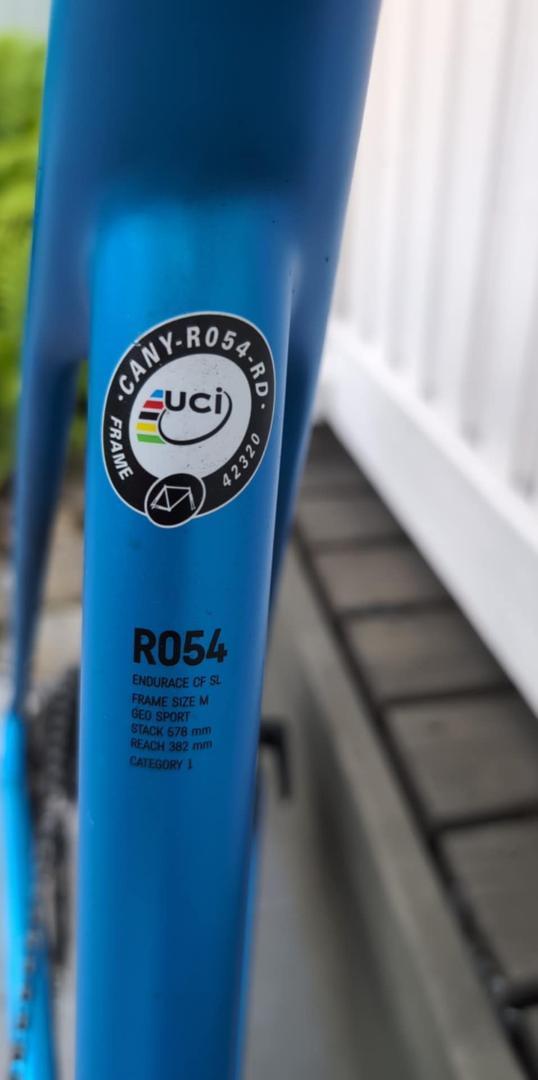 ·CANY-R054-RD·
uci
FRAME
42320
R054
ENDURACE CF SL
FRAME SIZE M
GEO SPORT
STACK 578 mm
REACH 382 mm
CATEGORY 1